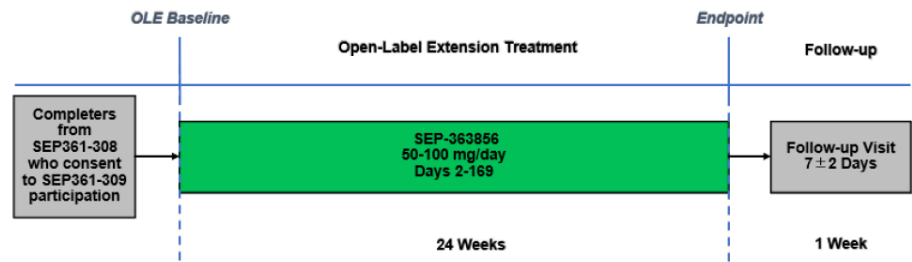 OLE Baseline
Endpoint
Open-Label Extension Treatment
Follow-up
Completers
from
SEP361-308
who consent
to SEP361-309
participation
SEP-363856
50-100 mg/day
Days 2-169
Follow-up Visit
7±2 Days
24 Weeks
1 Week